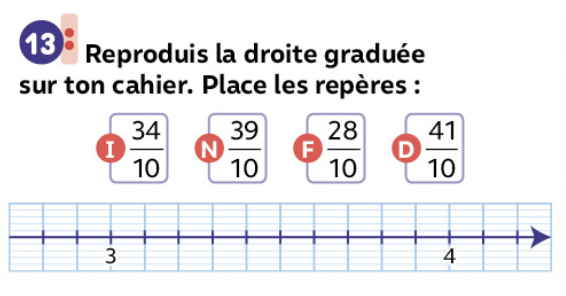 13
Reproduis la droite graduée
sur ton cahier. Place les repères :
I 34/10 N 39/10 F 28/10 D 41/10
3 4